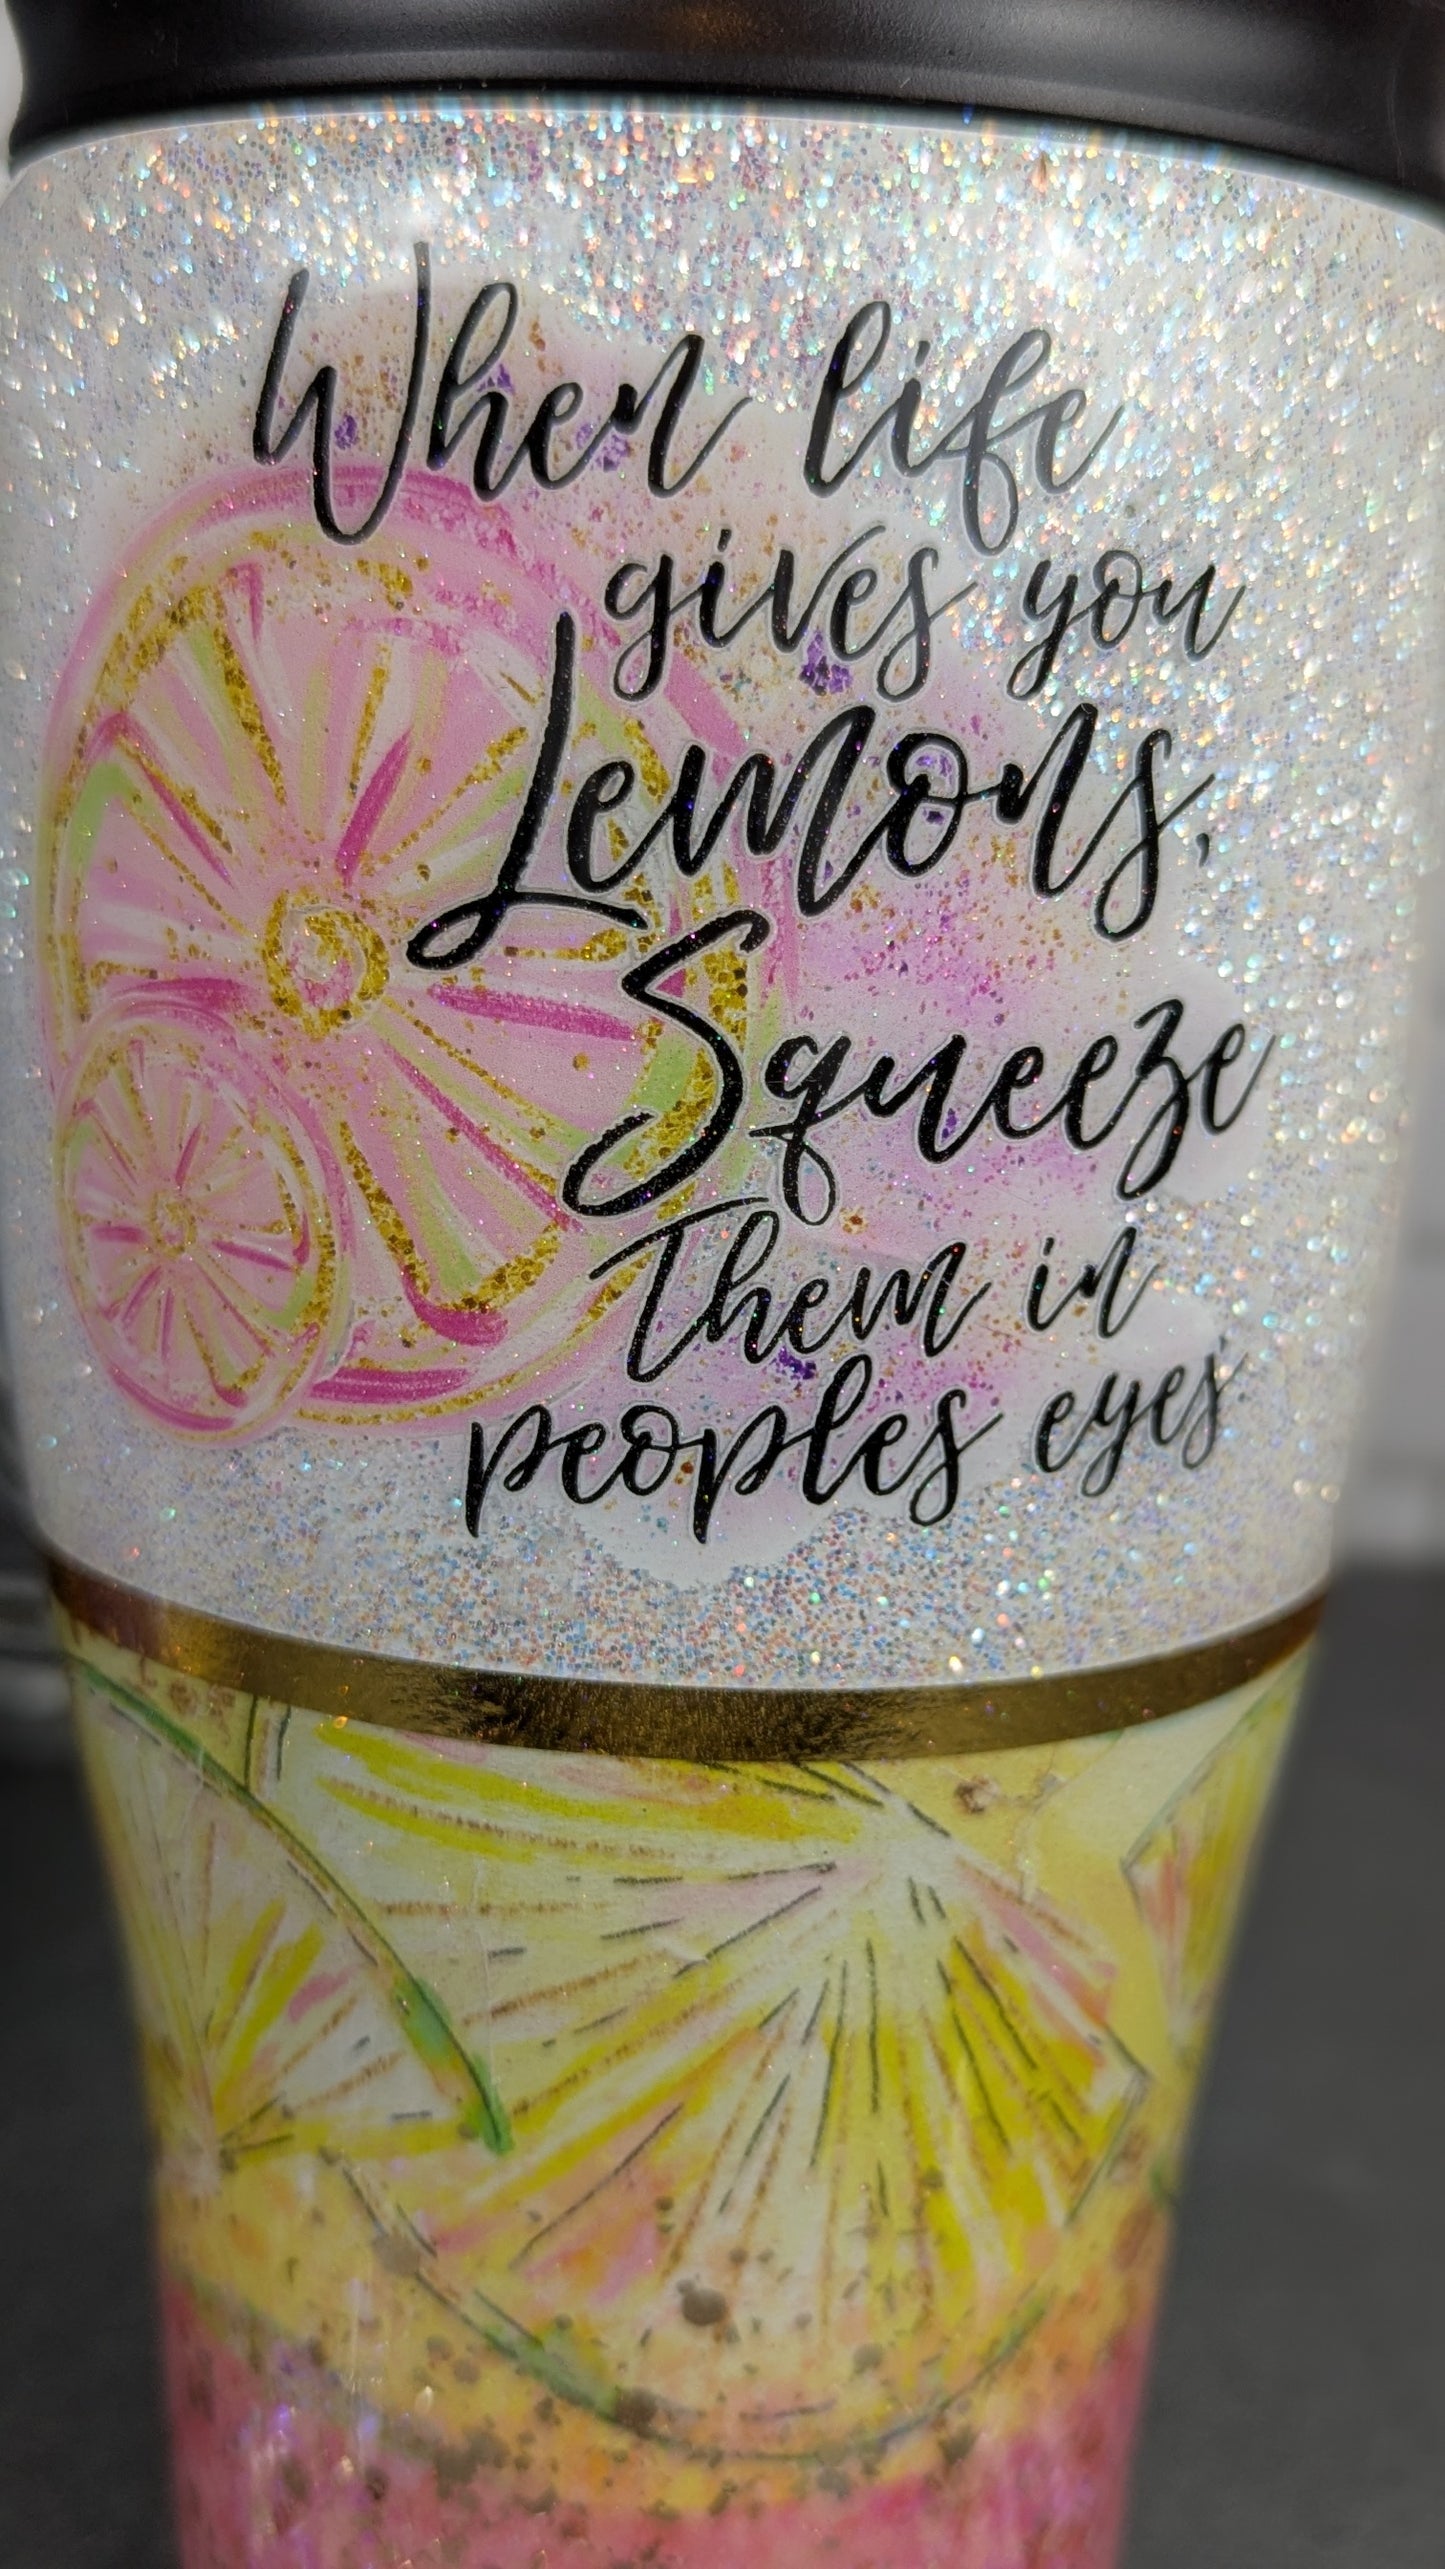 When life
gives you
Lemons,
Squeeze
Them in
peoples eyes